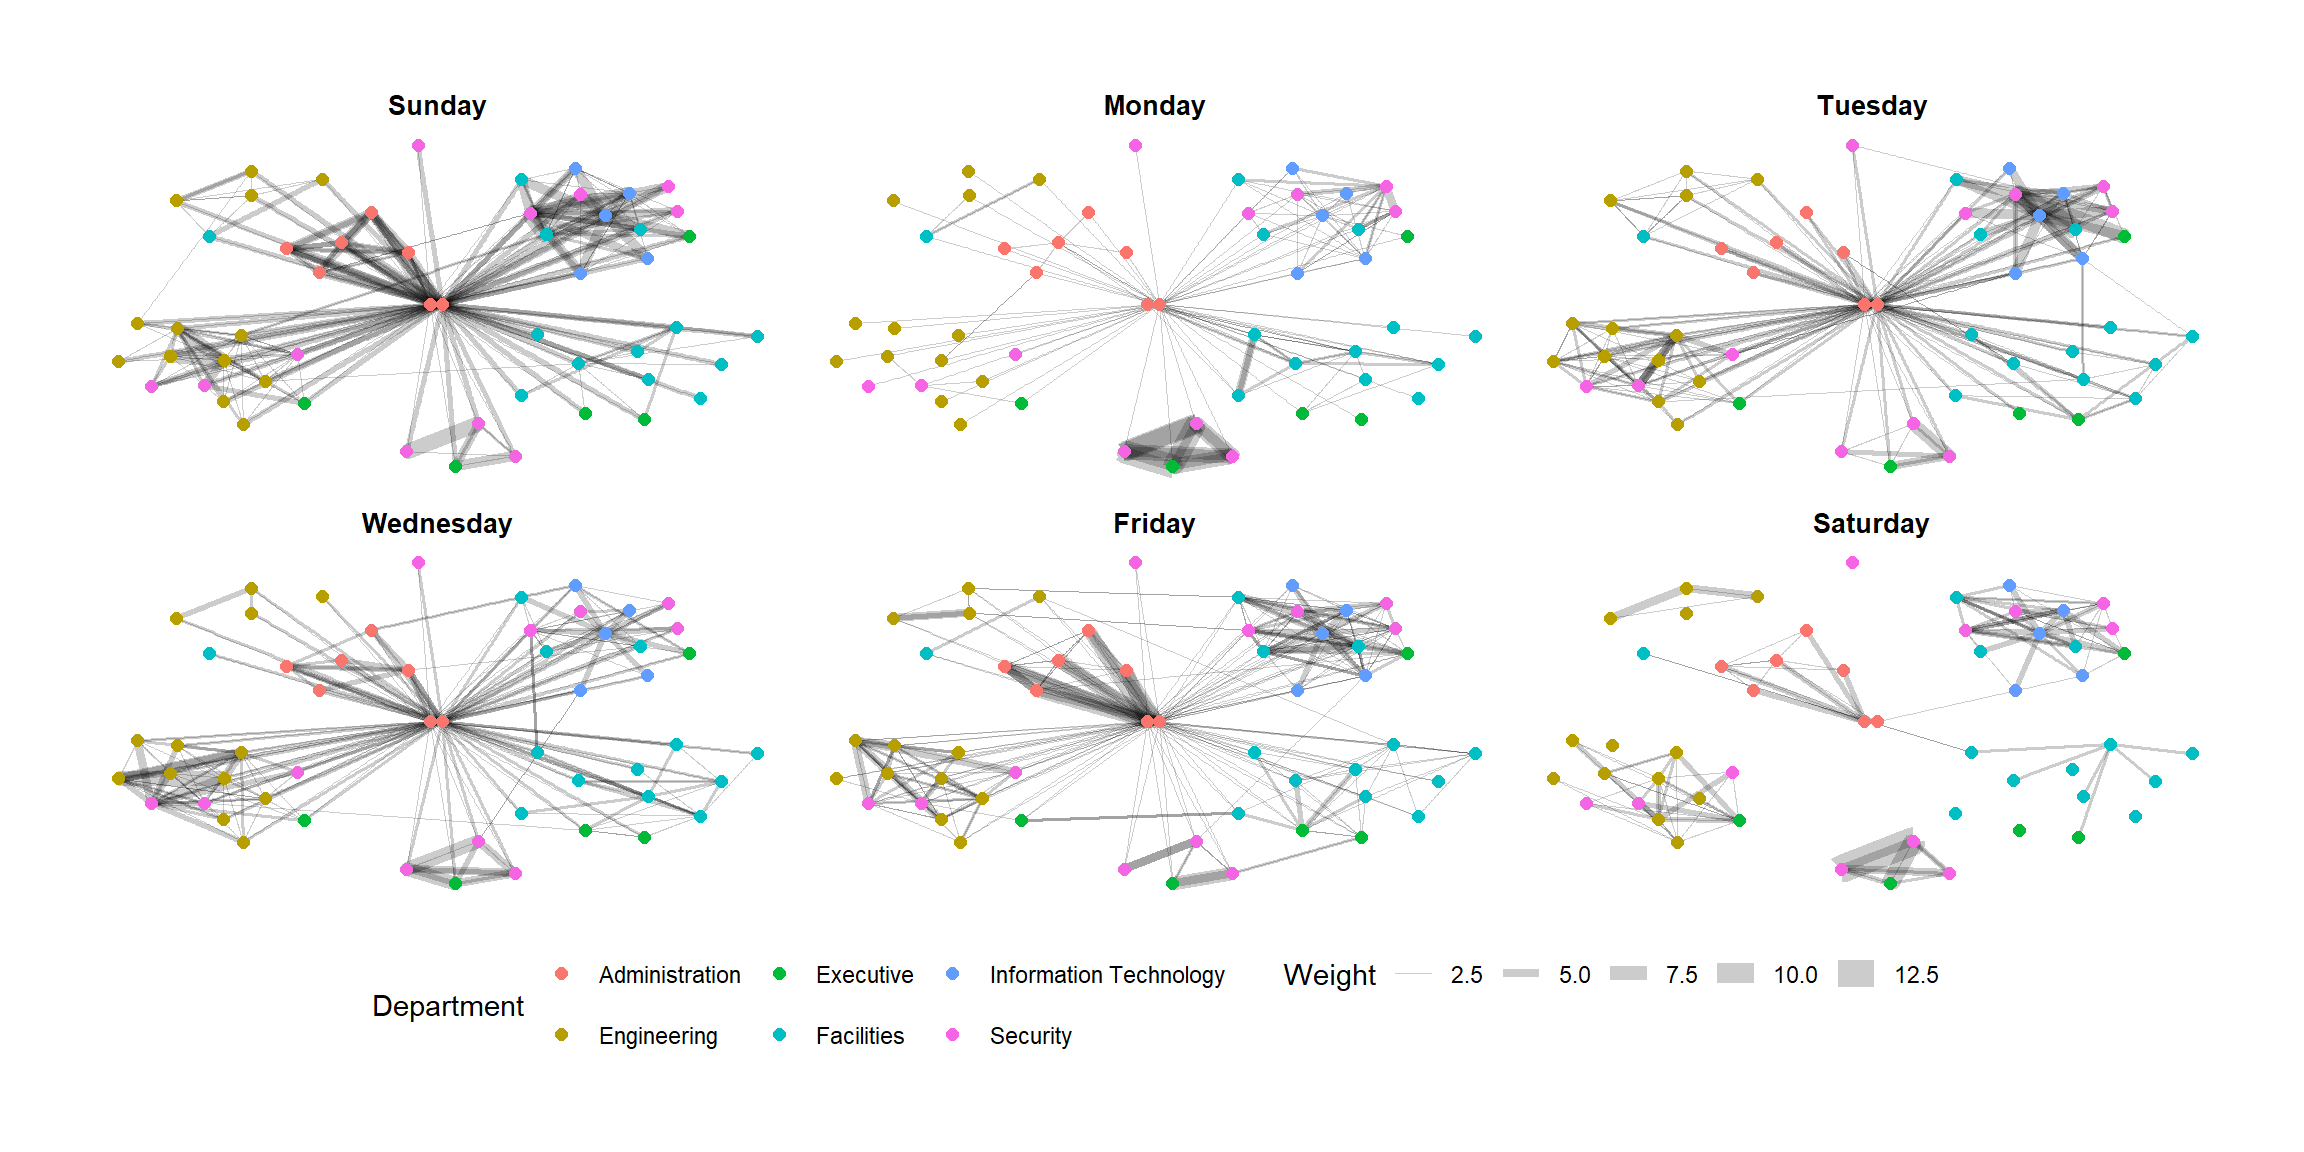 Sunday
Monday
Tuesday
Wednesday
Friday
Saturday
Department
Administration
Executive
Information Technology
Engineering
Facilities
Security
Weight
2.5
5.0
7.5
10.0
12.5